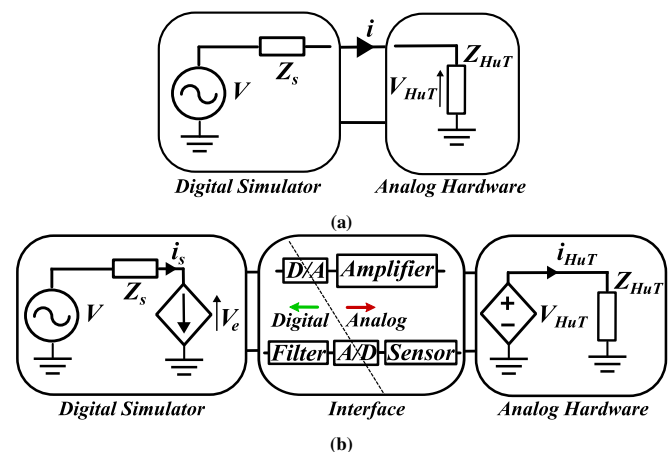 i
Z_s
Z_HuT
V
V_HuT
Digital Simulator
Analog Hardware
(a)
i_s
D/A
Amplifier
i_HuT
Z_s
Z_HuT
V
V_e
Digital
Analog
V_HuT
Filter
A/D
Sensor
Digital Simulator
Interface
Analog Hardware
(b)